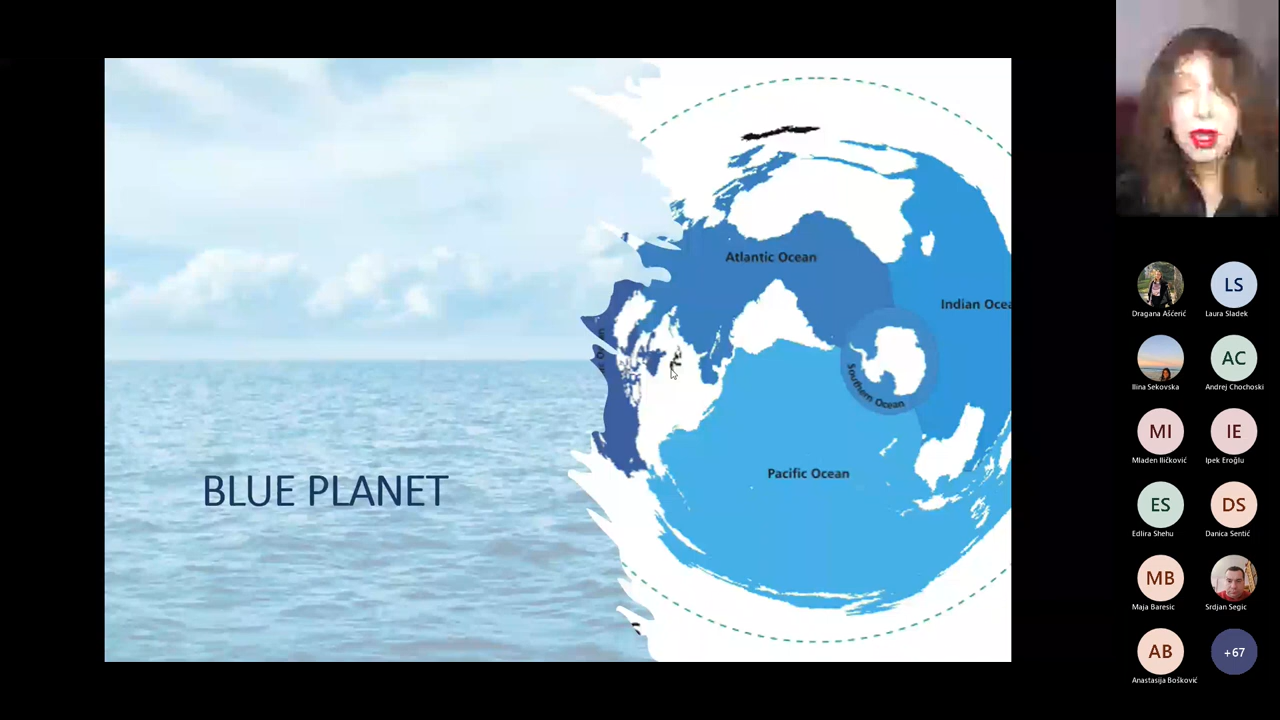 BLUE PLANET
Atlantic Ocean
Indian Ocea
Southern Ocean
Pacific Ocean
Dragana Aščerić
LS
Laura Sladek
Ilina Sekovska
AC
Andrej Chochoski
MI
Mladen Iličković
IE
Ipek Eroğlu
ES
Edlira Shehu
DS
Danica Sentić
MB
Maja Baresic
Srdjan Segic
AB
Anastasija Bošković
+67